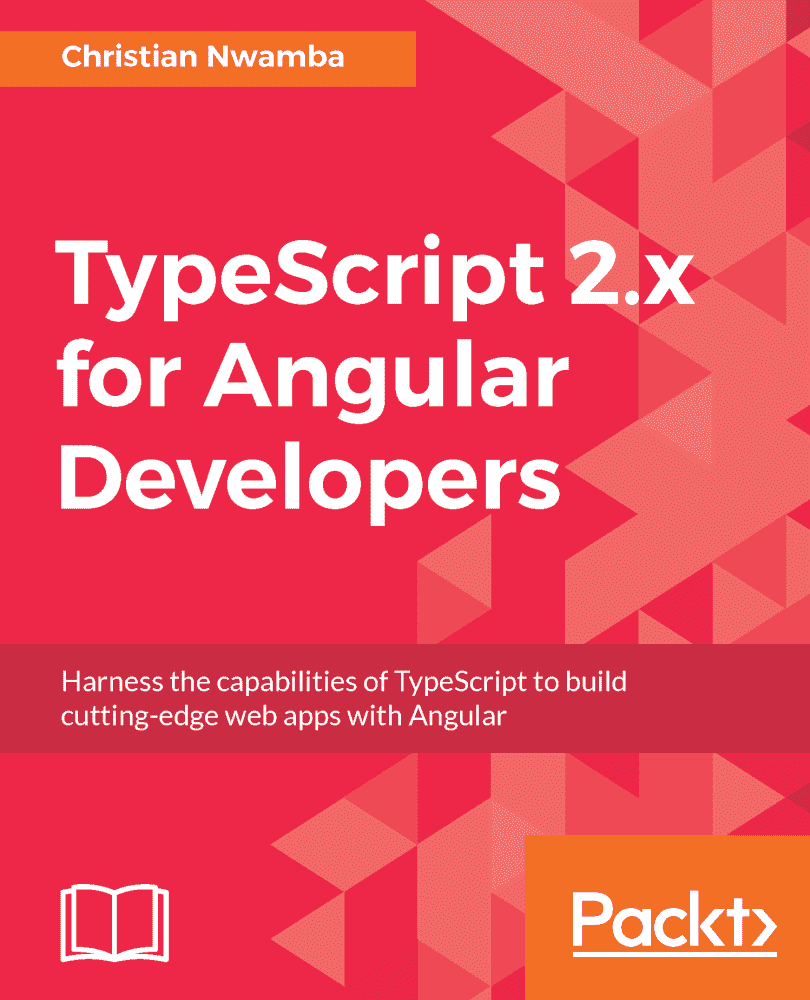 Christian Nwamba
TypeScript 2.x
for Angular
Developers
Harness the capabilities of TypeScript to build
cutting-edge web apps with Angular
Packt